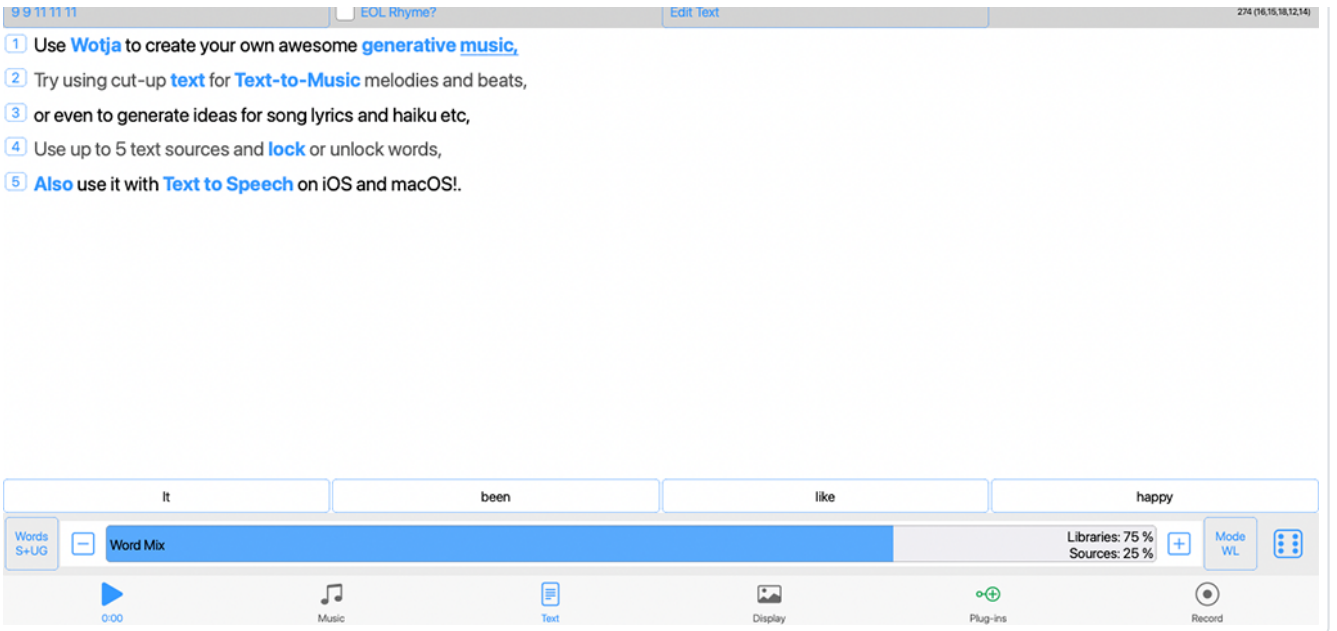 9 9 11 11 11 EOL Rhyme? Edit Text 274 (16,15,18,12,14)
1 Use Wotja to create your own awesome generative music,
2 Try using cut-up text for Text-to-Music melodies and beats,
3 or even to generate ideas for song lyrics and haiku etc,
4 Use up to 5 text sources and lock or unlock words,
5 Also use it with Text to Speech on iOS and macOS!.
It been like happy
Words S+UG
Word Mix
Libraries: 75 %
Sources: 25 %
Mode WL
0:00 Music Text Display Plug-ins Record